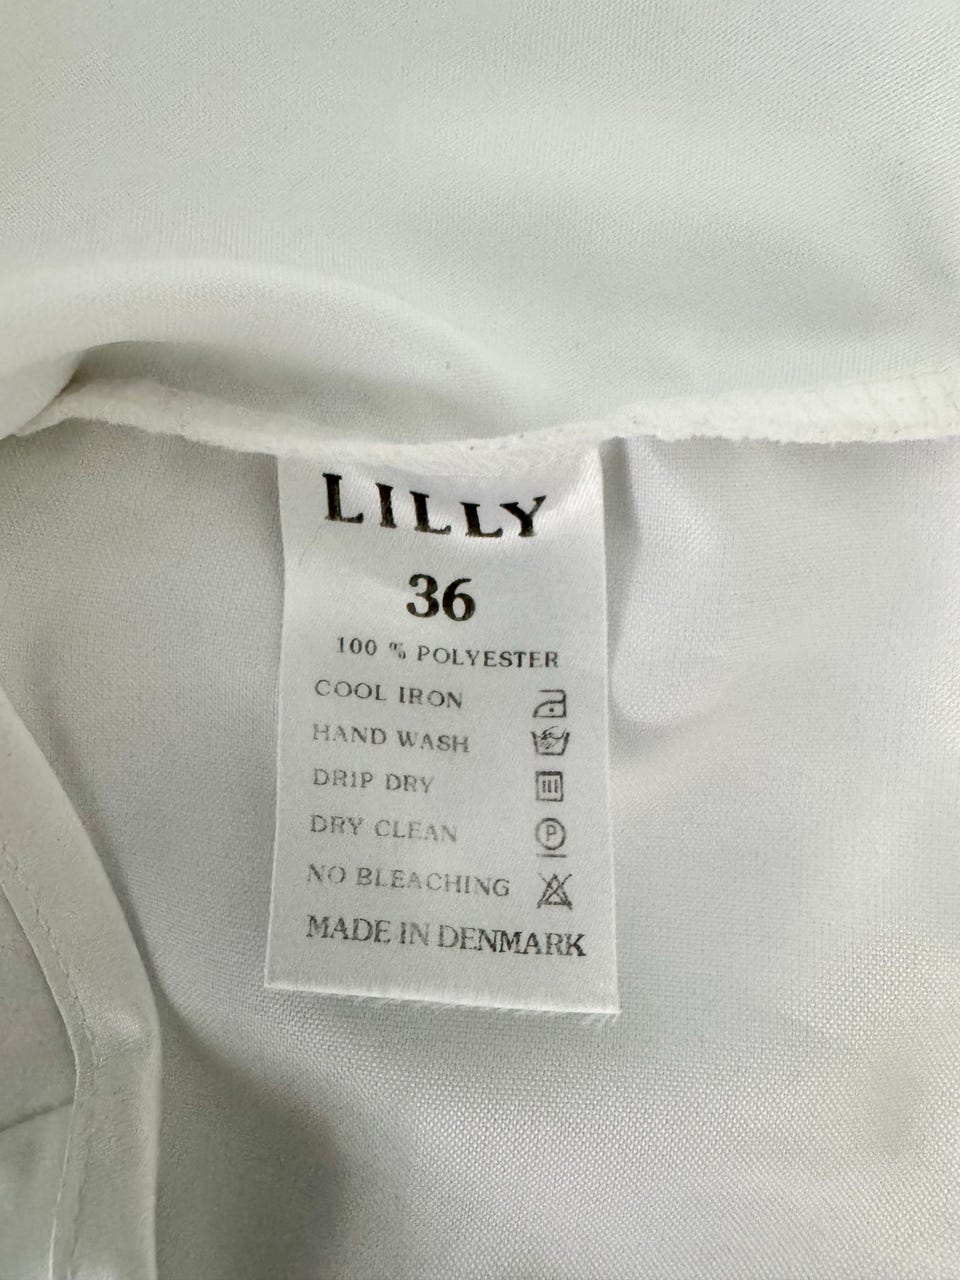 LILLY
36
100 % POLYESTER
COOL IRON
HAND WASH
DRIP DRY
DRY CLEAN
P
NO BLEACHING
MADE IN DENMARK